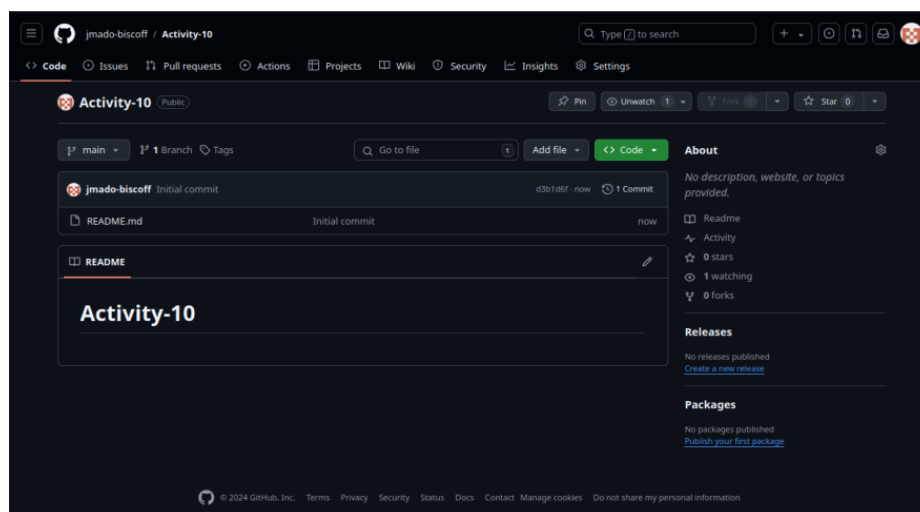 jmado-biscoff / Activity-10
Type / to search
Code Issues Pull requests Actions Projects Wiki Security Insights Settings
Activity-10 Public
Pin Unwatch 1 Fork 0 Star 0
main 1 Branch Tags
Go to file t Add file Code
jmado-biscoff Initial commit d3b1d6f · now 1 Commit
README.md Initial commit now
README
Activity-10
About
No description, website, or topics
provided.
Readme
Activity
0 stars
1 watching
0 forks
Releases
No releases published
Create a new release
Packages
No packages published
Publish your first package
© 2024 GitHub, Inc. Terms Privacy Security Status Docs Contact Manage cookies Do not share my personal information